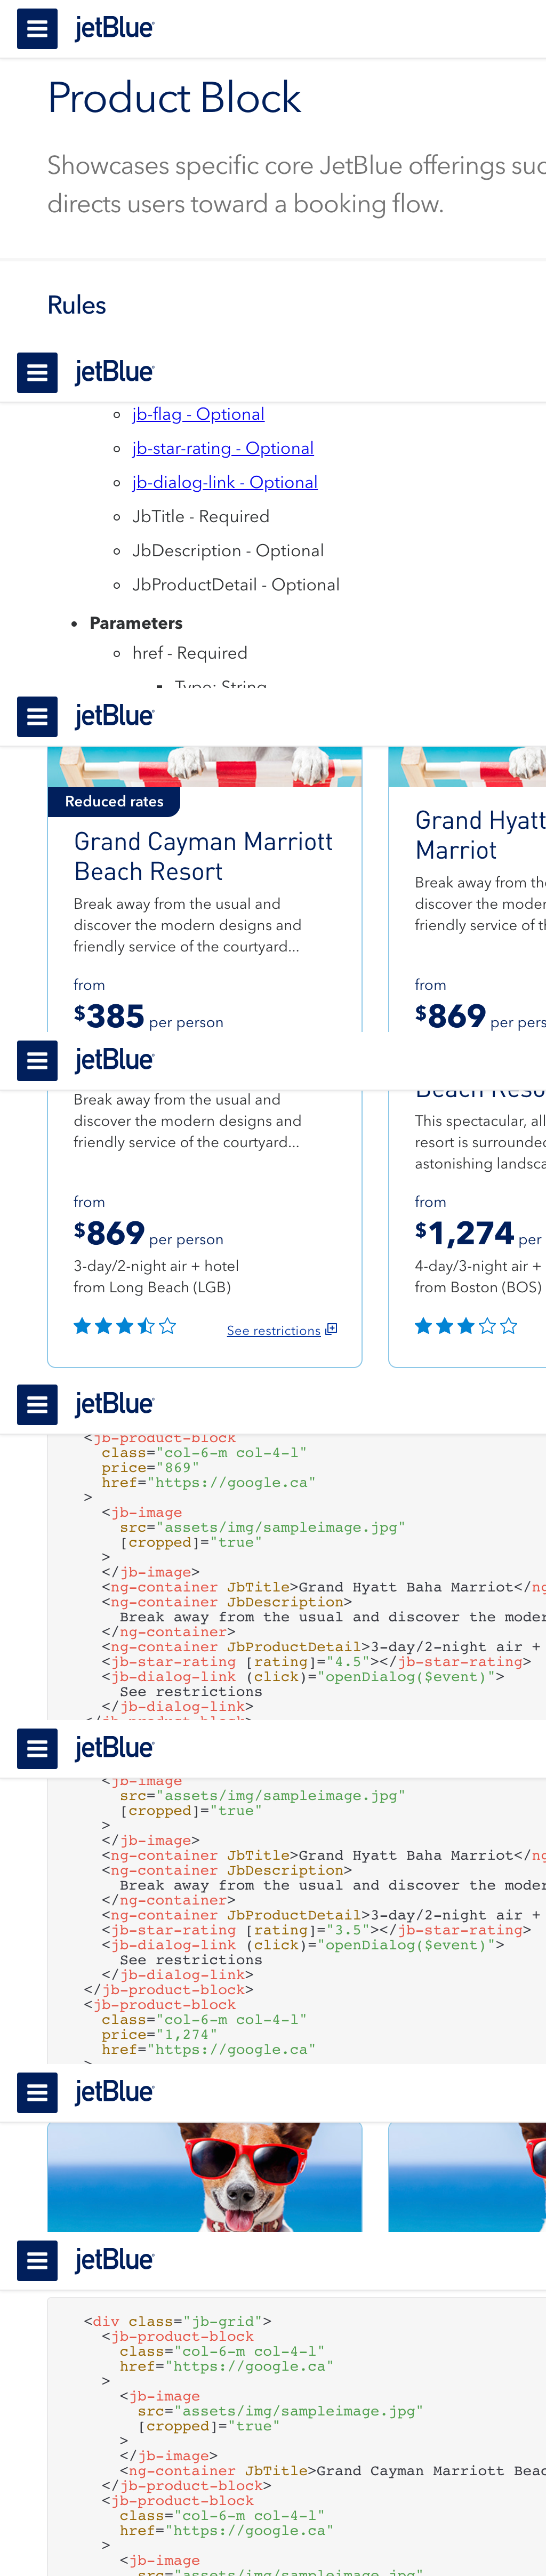 jetBlue
Product Block
Showcases specific core JetBlue offerings
directs users toward a booking flow.
Rules
jetBlue
jb-flag - Optional
jb-star-rating - Optional
jb-dialog-link - Optional
JbTitle - Required
JbDescription - Optional
JbProductDetail - Optional
Parameters
href - Required
Type: String
jetBlue
Reduced rates
Grand Cayman Marriott
Beach Resort
Break away from the usual and
discover the modern designs and
friendly service of the courtyard...
from
$385 per person
Grand Hyatt
Marriot
Break away from
discover the
friendly service of
from
$869 per
jetBlue
Break away from the usual and
discover the modern designs and
friendly service of the courtyard...
from
$869 per person
3-day/2-night air + hotel
from Long Beach (LGB)
See restrictions
Beach
This spectacular,
resort is
astonishing
from
$1,274 per
4-day/3-night air +
from Boston (BOS)
jetBlue
<jb-product-block
class="col-6-m col-4-l"
price="869"
href="https://google.ca"
>
<jb-image
src="assets/img/sampleimage.jpg"
[cropped]="true"
>
</jb-image>
<ng-container JbTitle>Grand Hyatt Baha Marriot</ng
<ng-container JbDescription>
Break away from the usual and discover the
</ng-container>
<ng-container JbProductDetail>3-day/2-night air +
<jb-star-rating [rating]="4.5"></jb-star-rating>
<jb-dialog-link (click)="openDialog($event)">
See restrictions
</jb-dialog-link>
</jb-product-block>
jetBlue
<jb-image
src="assets/img/sampleimage.jpg"
[cropped]="true"
>
</jb-image>
<ng-container JbTitle>Grand Hyatt Baha Marriot</ng
<ng-container JbDescription>
Break away from the usual and discover the
</ng-container>
<ng-container JbProductDetail>3-day/2-night air +
<jb-star-rating [rating]="3.5"></jb-star-rating>
<jb-dialog-link (click)="openDialog($event)">
See restrictions
</jb-dialog-link>
</jb-product-block>
<jb-product-block
class="col-6-m col-4-l"
price="1,274"
href="https://google.ca"
>
jetBlue
jetBlue
<div class="jb-grid">
<jb-product-block
class="col-6-m col-4-l"
href="https://google.ca"
>
<jb-image
src="assets/img/sampleimage.jpg"
[cropped]="true"
>
</jb-image>
<ng-container JbTitle>Grand Cayman Marriott
</jb-product-block>
<jb-product-block
class="col-6-m col-4-l"
href="https://google.ca"
>
<jb-image
src="assets/img/sampleimage.jpg"